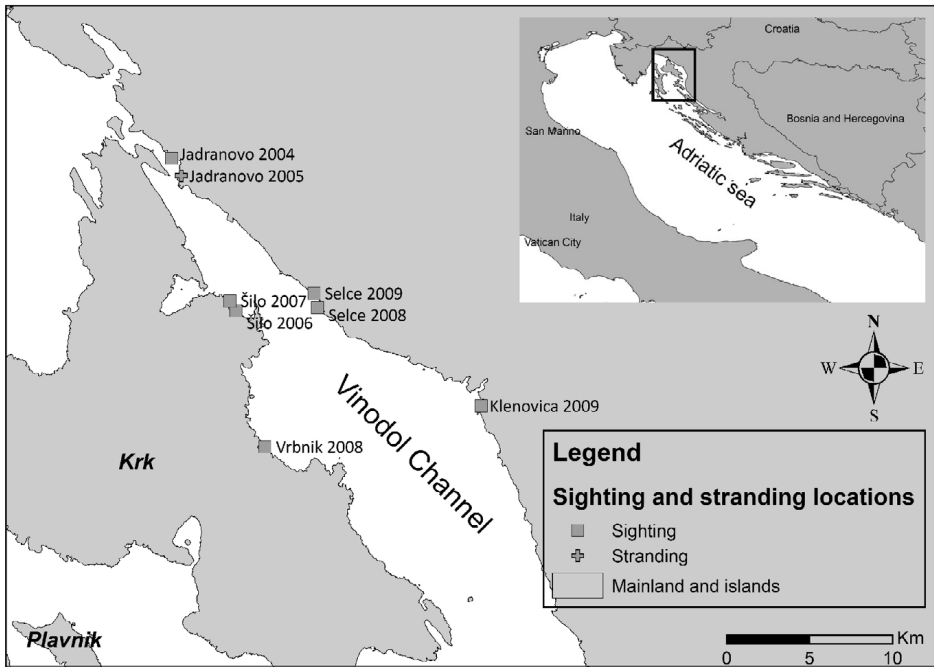 Croatia
Bosnia and Hercegovina
San Marino
Adriatic sea
Italy
Vatican City
Jadranovo 2004
Jadranovo 2005
Selce 2009
Šilo 2007
Selce 2008
Šilo 2006
N
W E
S
Klenovica 2009
Vinodol Channel
Vrbnik 2008
Krk
Plavnik
Legend
Sighting and stranding locations
Sighting
Stranding
Mainland and islands
Km
0 5 10